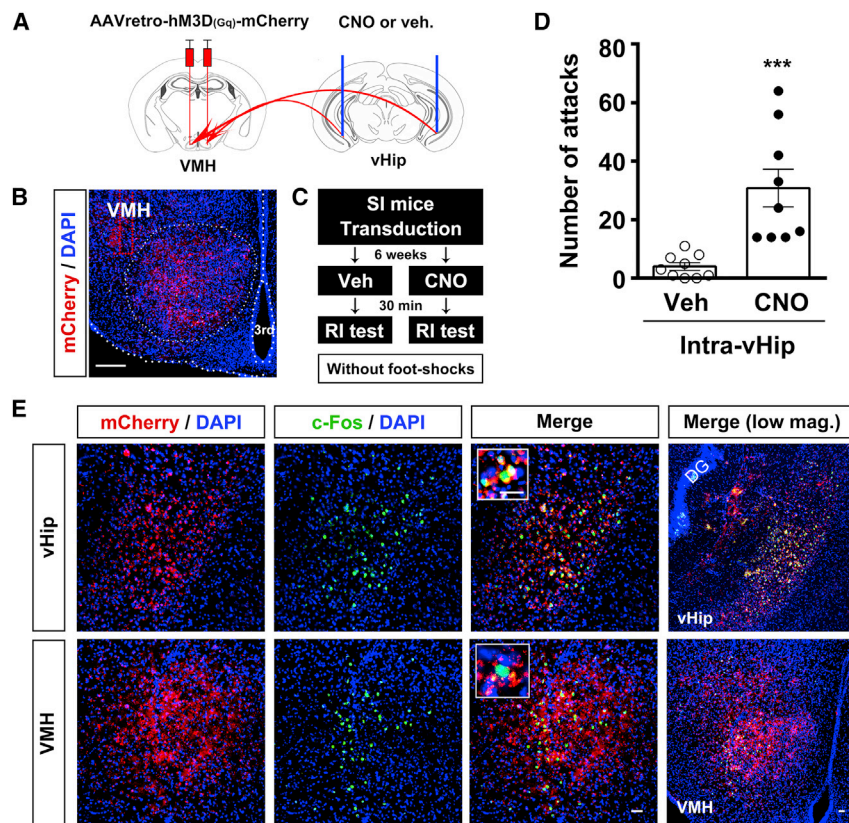 A
AAVretro-hM3D(Gq)-mCherry
CNO or veh.
VMH
vHip
B
mCherry / DAPI
VMH
3rd
C
SI mice
Transduction
6 weeks
Veh
CNO
30 min
RI test
RI test
Without foot-shocks
D
Number of attacks
80
60
40
20
0
***
Veh
CNO
Intra-vHip
E
mCherry / DAPI
c-Fos / DAPI
Merge
Merge (low mag.)
vHip
DG
vHip
VMH
VMH